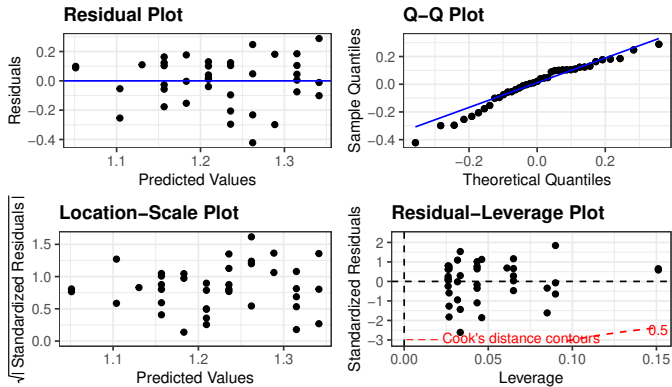 Residual Plot
Residuals
0.2
0.0
−0.2
−0.4
1.1 1.2 1.3
Predicted Values
Q−Q Plot
Sample Quantiles
0.2
0.0
−0.2
−0.4
−0.2 0.0 0.2
Theoretical Quantiles
Location−Scale Plot
√| Standardized Residuals |
1.5
1.0
0.5
0.0
1.1 1.2 1.3
Predicted Values
Residual−Leverage Plot
Standardized Residuals
2
1
0
−1
−2
−3
Cook's distance contours
0.5
0.00 0.05 0.10 0.15
Leverage